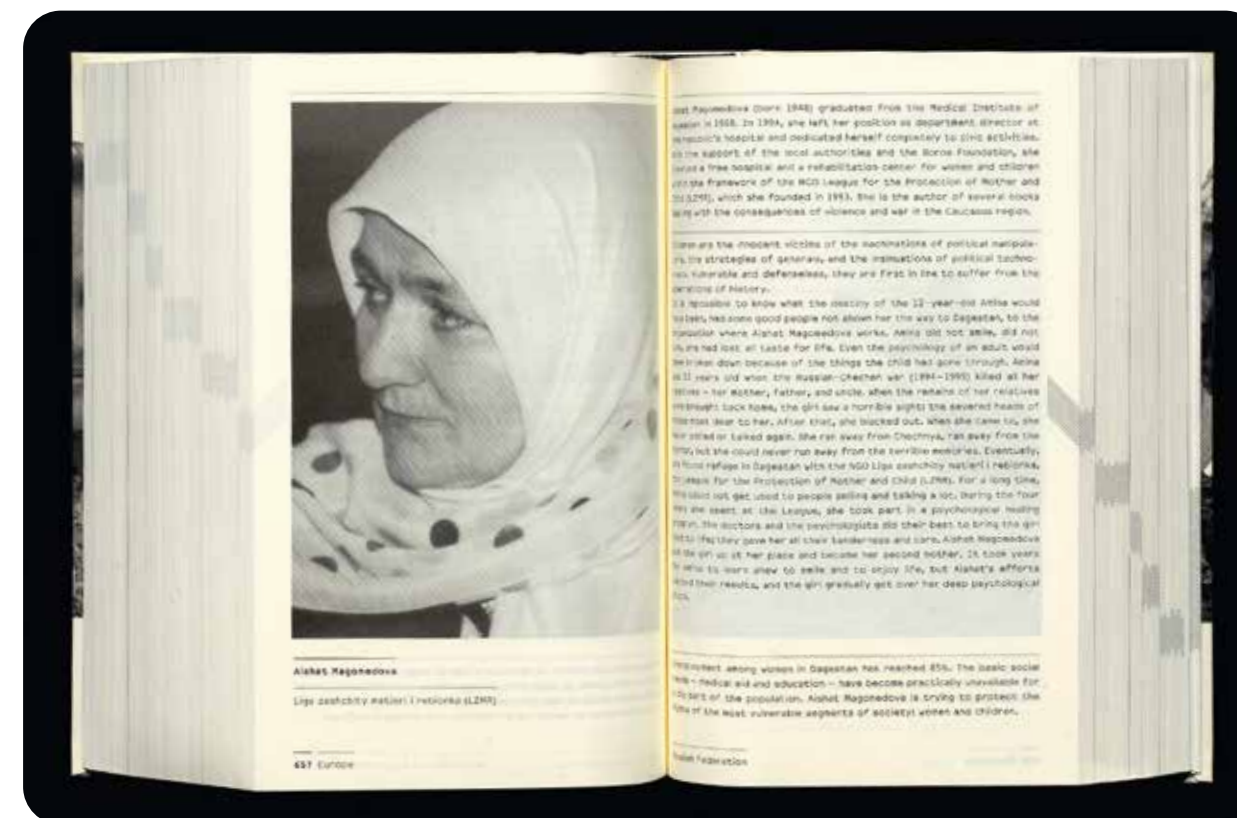 Aishat Magomedova
Liga zashchity materi i rebionka (LZMR)
657 Europe
Magomedova (born 1948) graduated from the Medical Institute of
in 1968. In 1994, she left her position as department director at
hospital and dedicated herself completely to civic activities.
the support of the local authorities and the Soros Foundation, she
a free hospital and a rehabilitation center for women and children
the framework of the NGO League for the Protection of Mother and
(LZMR), which she founded in 1993. She is the author of several books
with the consequences of violence and war in the Caucasus region.
are the innocent victims of the machinations of political manipula-
the strategies of generals, and the insinuations of political techno-
Vulnerable and defenseless, they are first in line to suffer from the
of history.
impossible to know what the destiny of the 12-year-old Amina would
been, had some good people not shown her the way to Dagestan, to the
where Aishat Magomedova works. Amina did not smile, did not
she had lost all taste for life. Even the psychology of an adult would
broken down because of the things the child had gone through. Amina
11 years old when the Russian-Chechen war (1994–1995) killed all her
– her mother, father, and uncle. When the remains of her relatives
brought back home, the girl saw a horrible sight: the severed heads of
most dear to her. After that, she blacked out. When she came to, she
or talked again. She ran away from Chechnya, ran away from the
but she could never run away from the terrible memories. Eventually,
found refuge in Dagestan with the NGO Liga zashchity materi i rebionka,
League for the Protection of Mother and Child (LZMR). For a long time,
could not get used to people smiling and talking a lot. During the four
she spent at the League, she took part in a psychological healing
The doctors and the psychologists did their best to bring the girl
to life; they gave her all their tenderness and care. Aishat Magomedova
the girl up at her place and became her second mother. It took years
to learn anew to smile and to enjoy life, but Aishat's efforts
their results, and the girl gradually got over her deep psychological
among women in Dagestan has reached 85%. The basic social
– medical aid and education – have become practically unavailable for
part of the population. Aishat Magomedova is trying to protect the
of the most vulnerable segments of society: women and children.
Federation